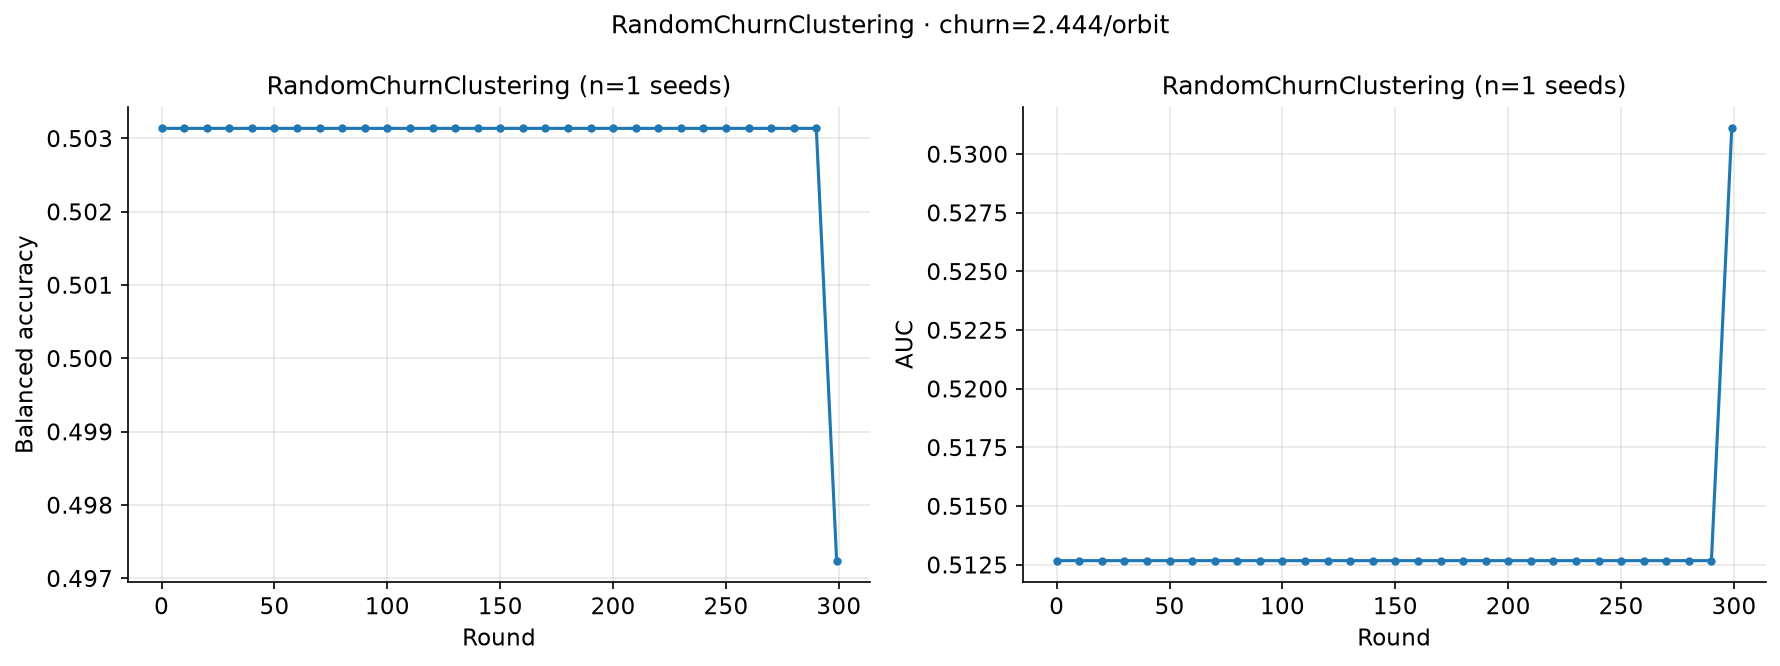 RandomChurnClustering · churn=2.444/orbit
RandomChurnClustering (n=1 seeds)
Balanced accuracy
0.503
0.502
0.501
0.500
0.499
0.498
0.497
0 50 100 150 200 250 300
Round
RandomChurnClustering (n=1 seeds)
AUC
0.5300
0.5275
0.5250
0.5225
0.5200
0.5175
0.5150
0.5125
0 50 100 150 200 250 300
Round